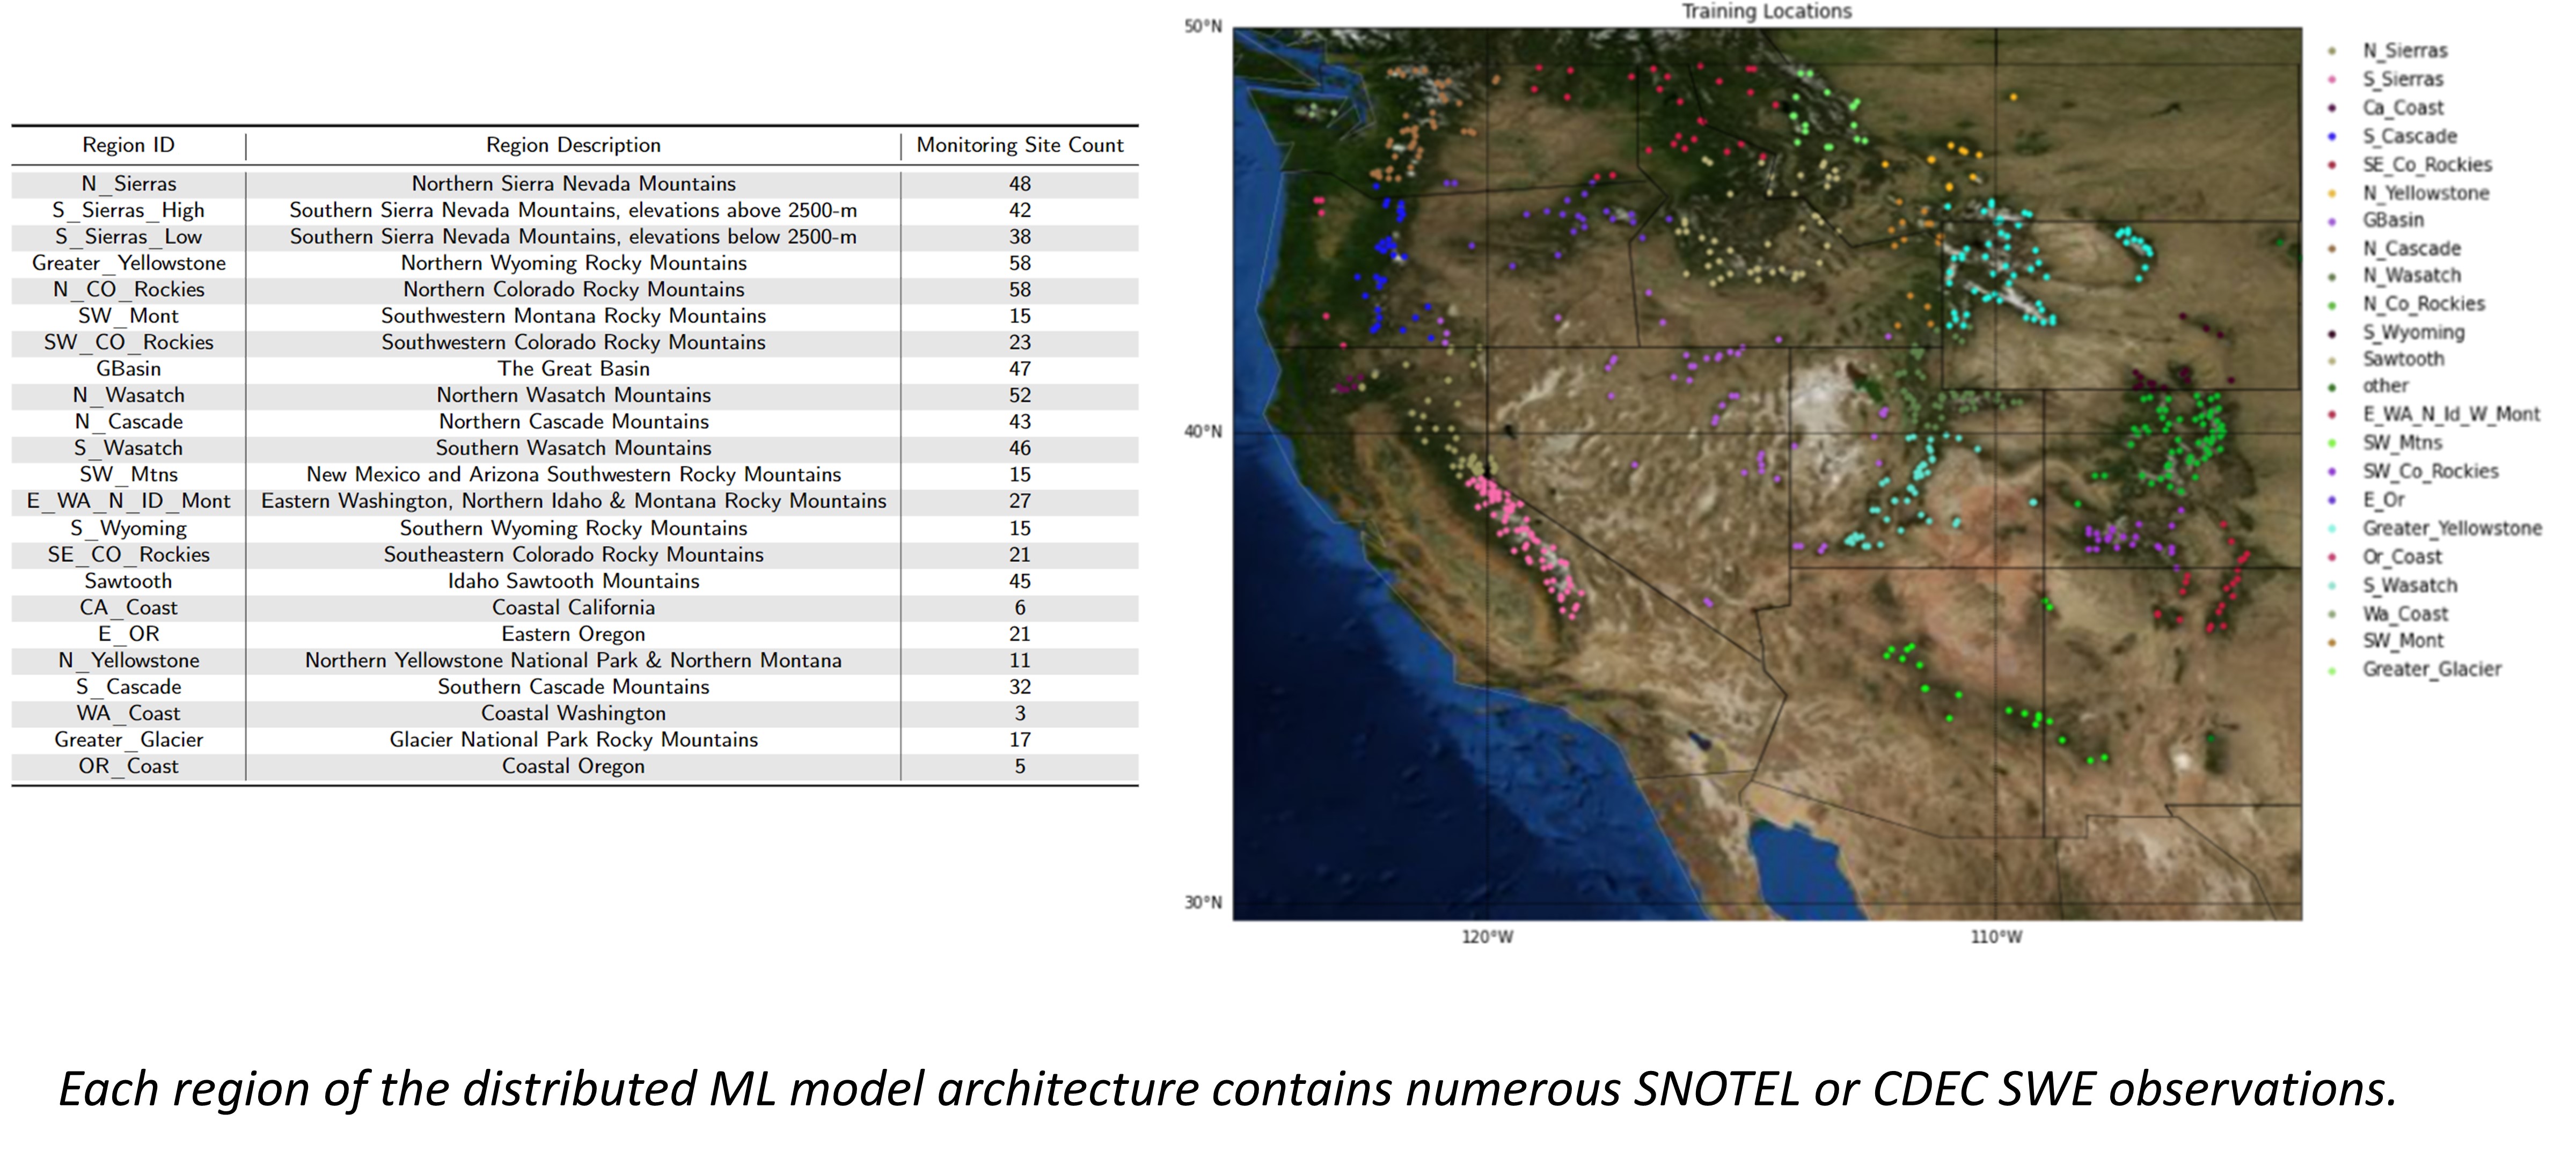 Region ID Region Description Monitoring Site Count
N_Sierras Northern Sierra Nevada Mountains 48
S_Sierras_High Southern Sierra Nevada Mountains, elevations above 2500-m 42
S_Sierras_Low Southern Sierra Nevada Mountains, elevations below 2500-m 38
Greater_Yellowstone Northern Wyoming Rocky Mountains 58
N_CO_Rockies Northern Colorado Rocky Mountains 58
SW_Mont Southwestern Montana Rocky Mountains 15
SW_CO_Rockies Southwestern Colorado Rocky Mountains 23
GBasin The Great Basin 47
N_Wasatch Northern Wasatch Mountains 52
N_Cascade Northern Cascade Mountains 43
S_Wasatch Southern Wasatch Mountains 46
SW_Mtns New Mexico and Arizona Southwestern Rocky Mountains 15
E_WA_N_ID_Mont Eastern Washington, Northern Idaho & Montana Rocky Mountains 27
S_Wyoming Southern Wyoming Rocky Mountains 15
SE_CO_Rockies Southeastern Colorado Rocky Mountains 21
Sawtooth Idaho Sawtooth Mountains 45
CA_Coast Coastal California 6
E_OR Eastern Oregon 21
N_Yellowstone Northern Yellowstone National Park & Northern Montana 11
S_Cascade Southern Cascade Mountains 32
WA_Coast Coastal Washington 3
Greater_Glacier Glacier National Park Rocky Mountains 17
OR_Coast Coastal Oregon 5
Training Locations
50°N
40°N
30°N
120°W 110°W
N_Sierras
S_Sierras
Ca_Coast
S_Cascade
SE_Co_Rockies
N_Yellowstone
GBasin
N_Cascade
N_Wasatch
N_Co_Rockies
S_Wyoming
Sawtooth
other
E_WA_N_Id_W_Mont
SW_Mtns
SW_Co_Rockies
E_Or
Greater_Yellowstone
Or_Coast
S_Wasatch
Wa_Coast
SW_Mont
Greater_Glacier
Each region of the distributed ML model architecture contains numerous SNOTEL or CDEC SWE observations.